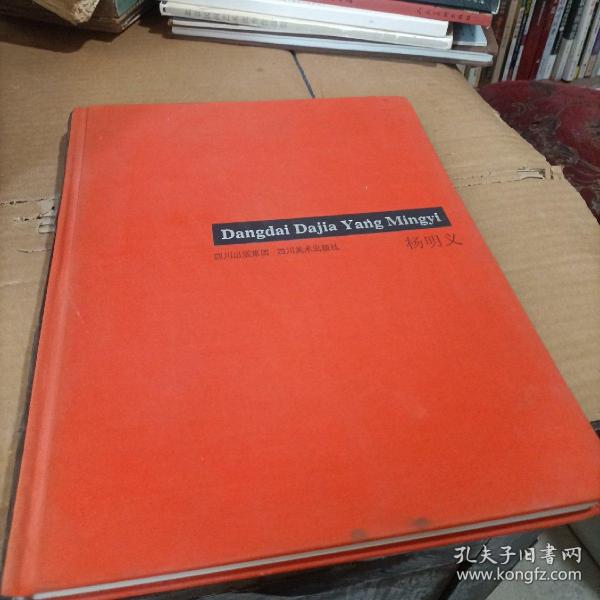 Dangdai Dajia Yang Mingyi
四川出版集团 四川美术出版社
杨明义
孔夫子旧书网
www.kongfz.com